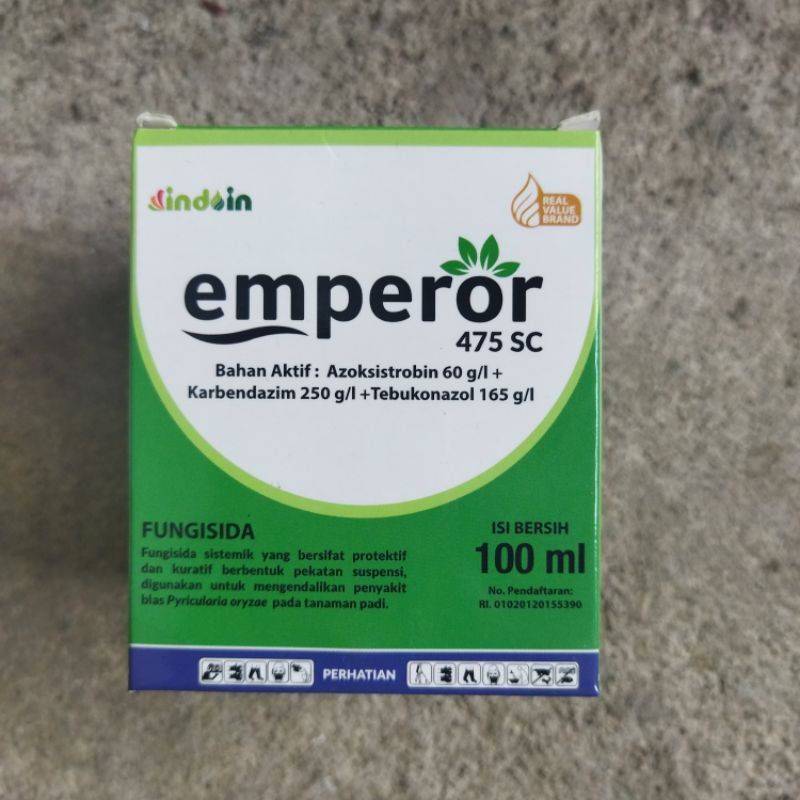 indoin
REAL
VALUE
BRAND
emperor
475 SC
Bahan Aktif : Azoksistrobin 60 g/l +
Karbendazim 250 g/l +Tebukonazol 165 g/l
FUNGISIDA
Fungisida sistemik yang bersifat protektif
dan kuratif berbentuk pekatan suspensi,
digunakan untuk mengendalikan penyakit
blas Pyricularia oryzae pada tanaman padi.
ISI BERSIH
100 ml
No. Pendaftaran:
RI. 01020120155390
PERHATIAN